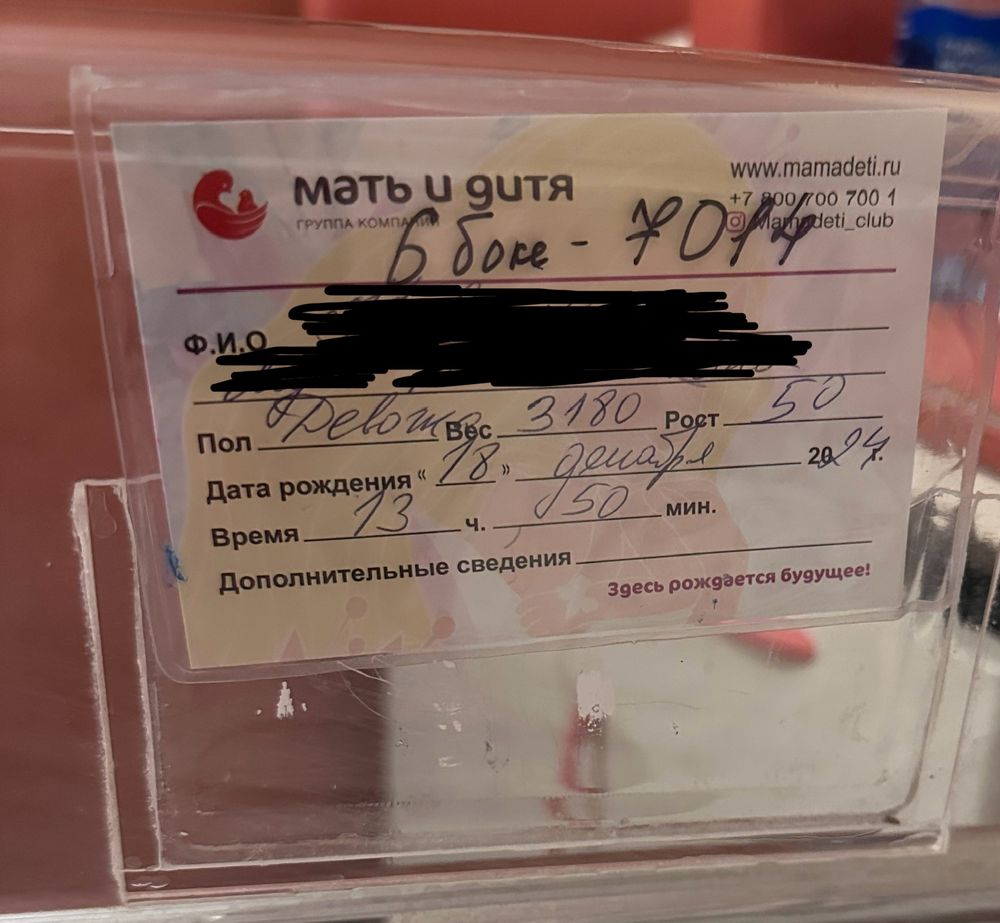 мать и дитя
ГРУППА КОМПАНИЙ
www.mamadeti.ru
+7 800 700 700 1
Mamadeti_club
Б боке - 7014
Ф.И.О
Пол Девочка Вес 3180 Рост 50
Дата рождения “ 18 ” декабря 2024 г.
Время 13 ч. 50 мин.
Дополнительные сведения
Здесь рождается будущее!